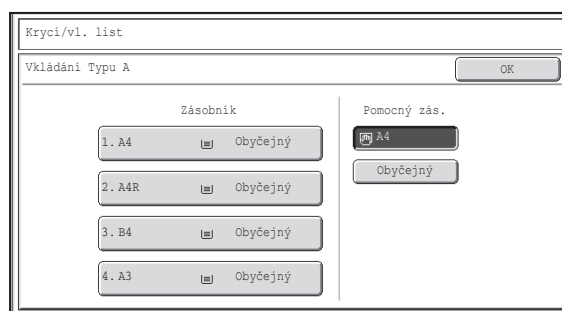 Krycí/vl. list
Vkládání Typu A
OK
Zásobník
1. A4 Obyčejný
2. A4R Obyčejný
3. B4 Obyčejný
4. A3 Obyčejný
Pomocný zás.
A4
Obyčejný